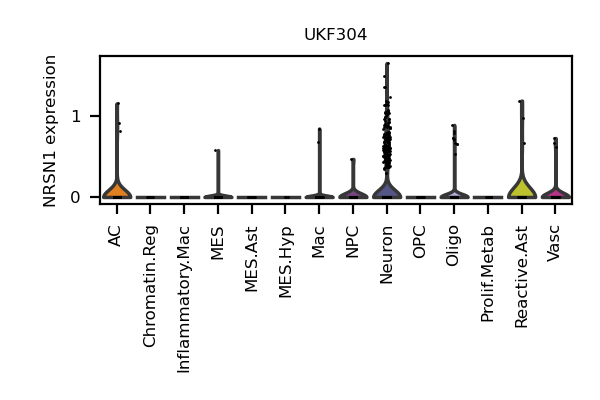 UKF304
NRSN1 expression
1
0
AC
Chromatin.Reg
Inflammatory.Mac
MES
MES.Ast
MES.Hyp
Mac
NPC
Neuron
OPC
Oligo
Prolif.Metab
Reactive.Ast
Vasc